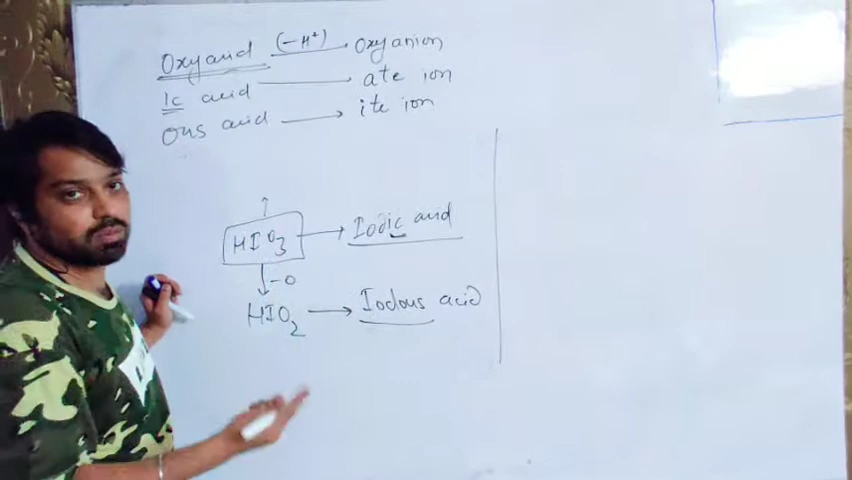 Oxyacid (-H⁺) Oxyanion
Ic acid → ate ion
Ous acid → ite ion
↑
HIO₃ → Iodic acid
↓ -O
HIO₂ → Iodous acid